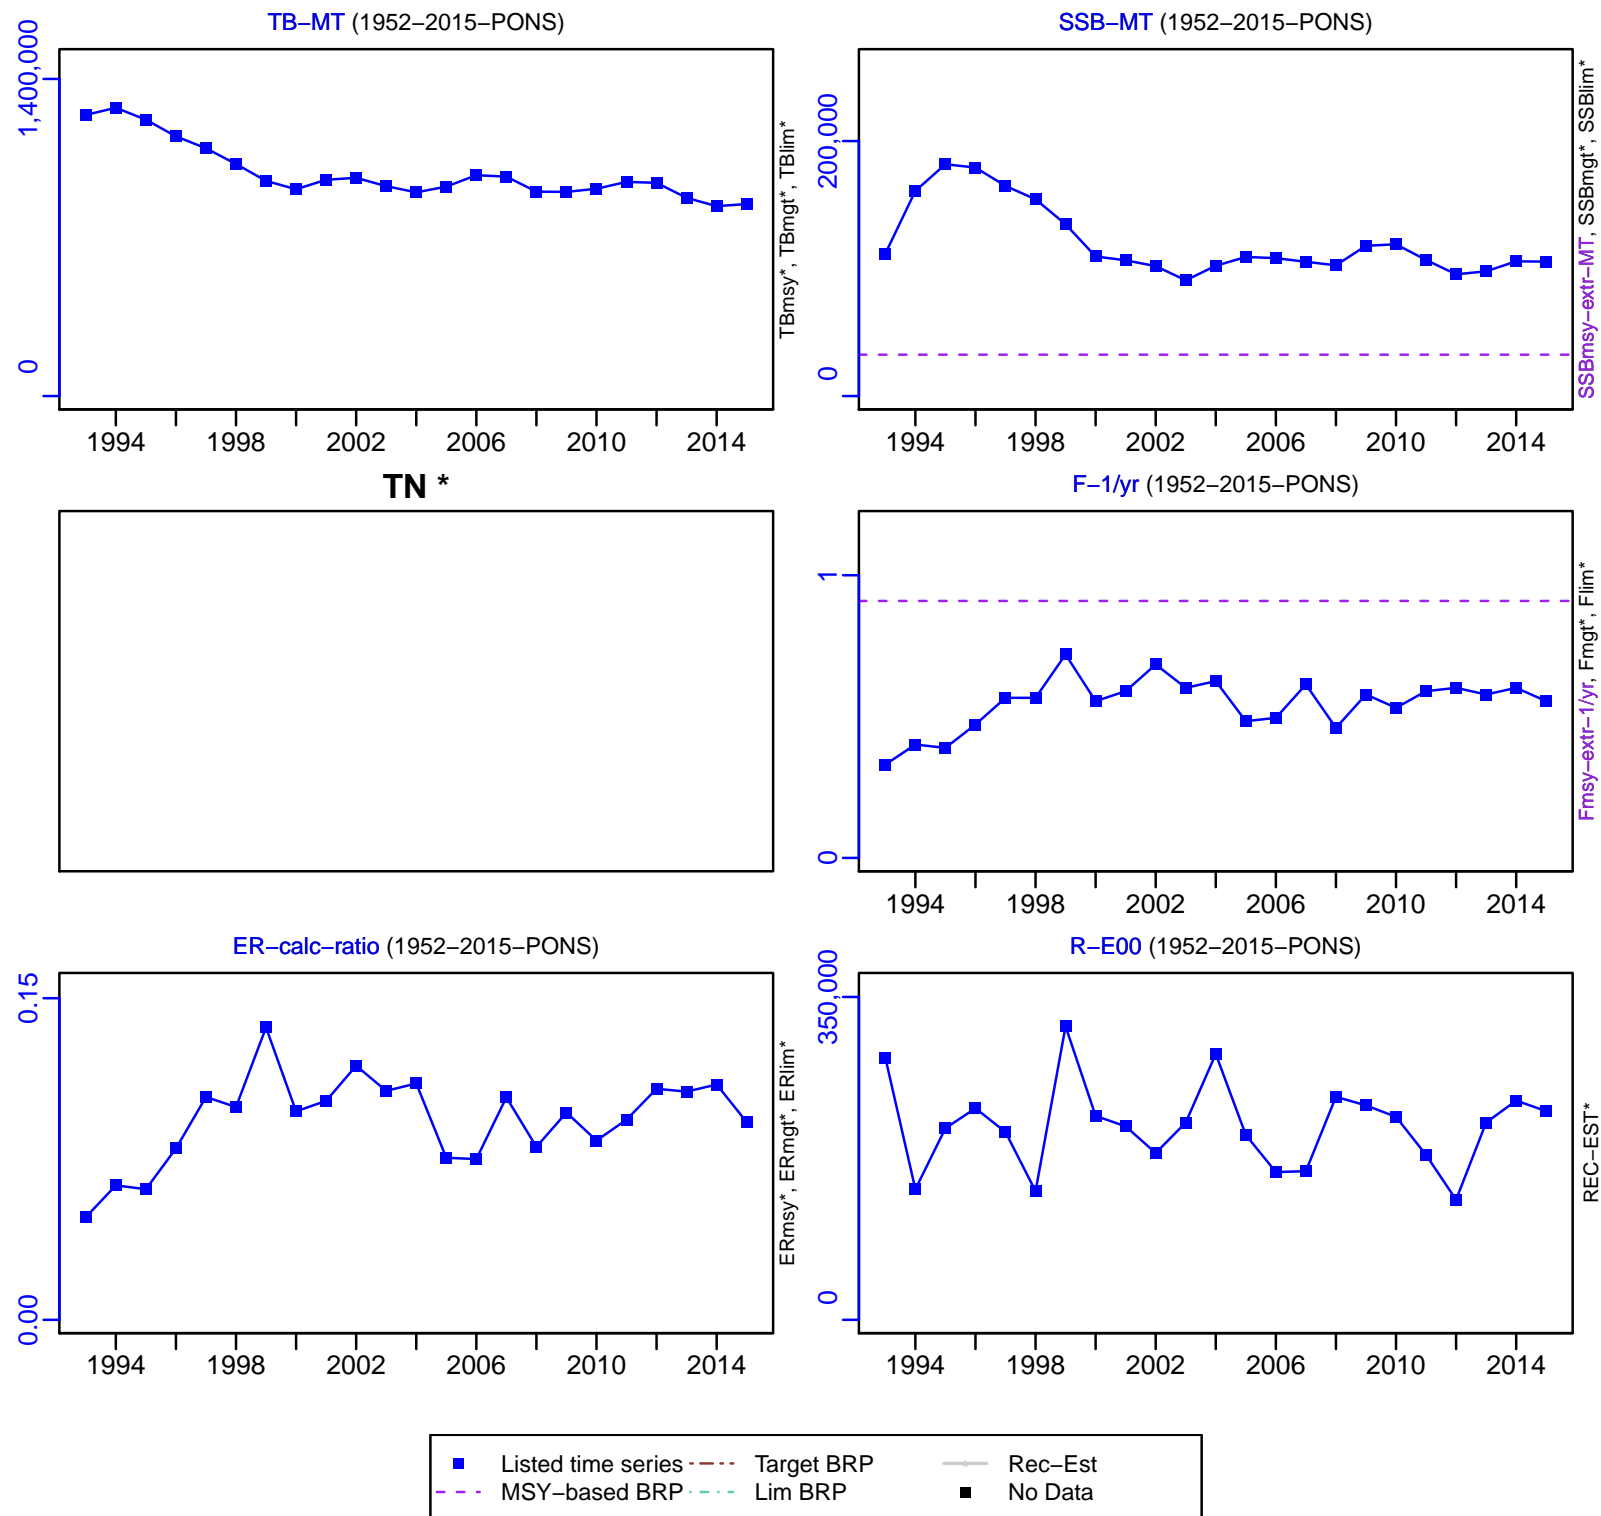 TB−MT (1952−2015−PONS)
1,400,000
0
TBmsy*, TBmgt*, TBlim*
1994 1998 2002 2006 2010 2014
SSB−MT (1952−2015−PONS)
200,000
0
SSBmsy−extr−MT, SSBmgt*, SSBlim*
1994 1998 2002 2006 2010 2014
TN *
F−1/yr (1952−2015−PONS)
1
0
Fmsy−extr−1/yr, Fmgt*, Flim*
1994 1998 2002 2006 2010 2014
ER−calc−ratio (1952−2015−PONS)
0.15
0.00
ERmsy*, ERmgt*, ERlim*
1994 1998 2002 2006 2010 2014
R−E00 (1952−2015−PONS)
350,000
0
REC−EST*
1994 1998 2002 2006 2010 2014
Listed time series Target BRP Rec−Est
MSY−based BRP Lim BRP No Data